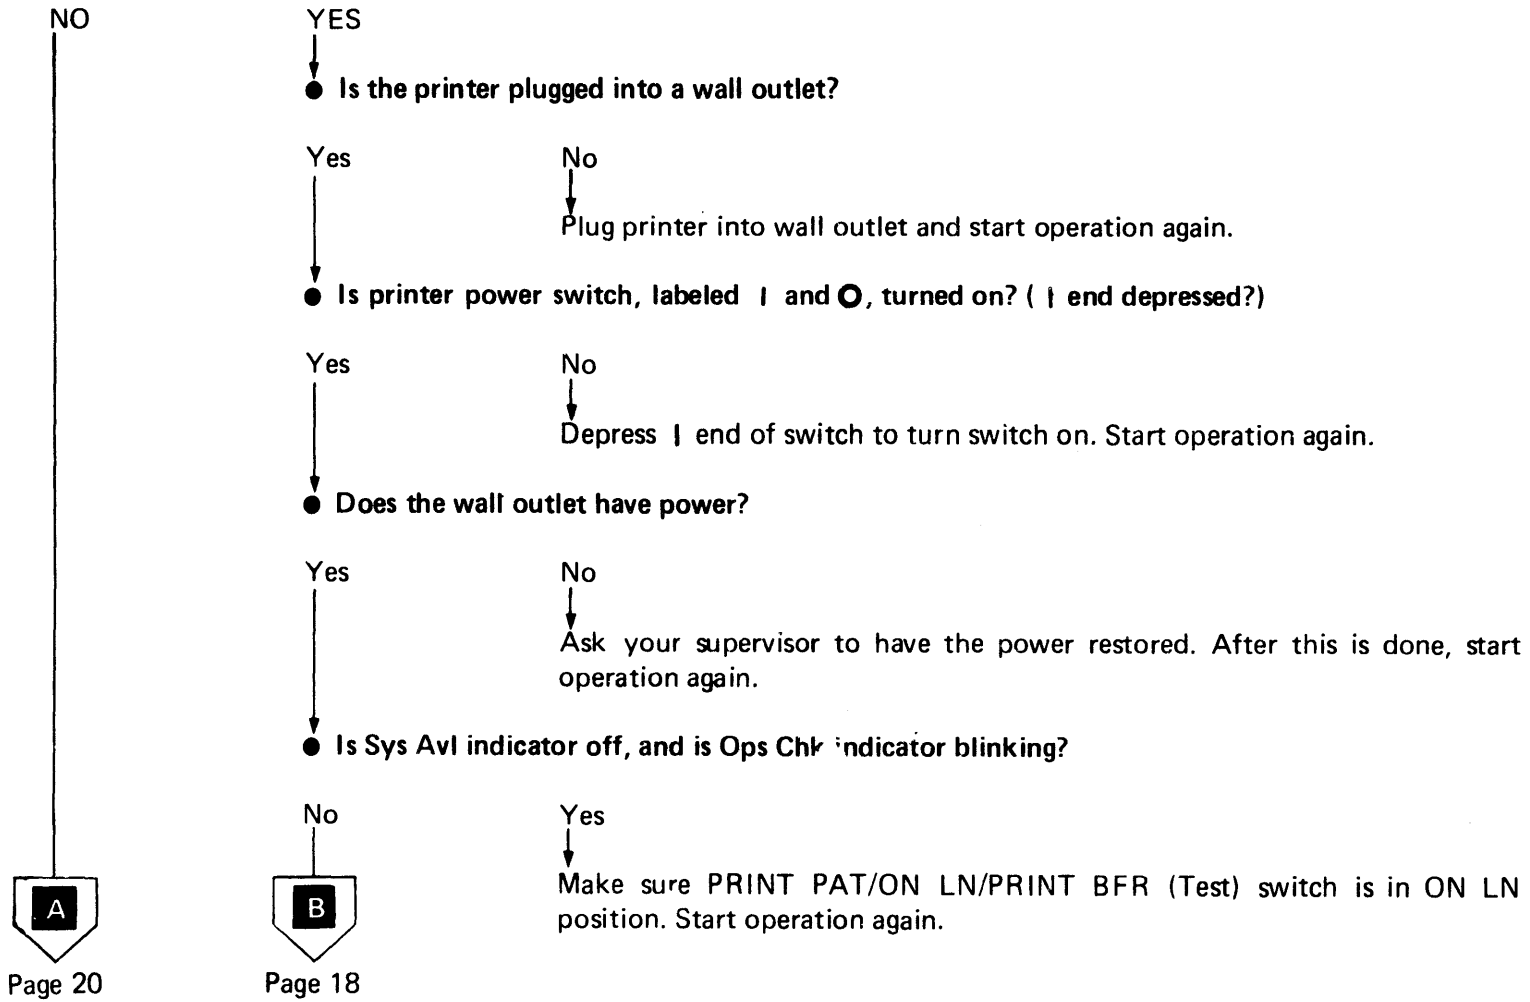 NO YES
● Is the printer plugged into a wall outlet?
Yes No
Plug printer into wall outlet and start operation again.
● Is printer power switch, labeled I and O, turned on? ( I end depressed?)
Yes No
Depress I end of switch to turn switch on. Start operation again.
● Does the wall outlet have power?
Yes No
Ask your supervisor to have the power restored. After this is done, start
operation again.
● Is Sys Avl indicator off, and is Ops Chk indicator blinking?
No Yes
Make sure PRINT PAT/ON LN/PRINT BFR (Test) switch is in ON LN
position. Start operation again.
A B
Page 20 Page 18